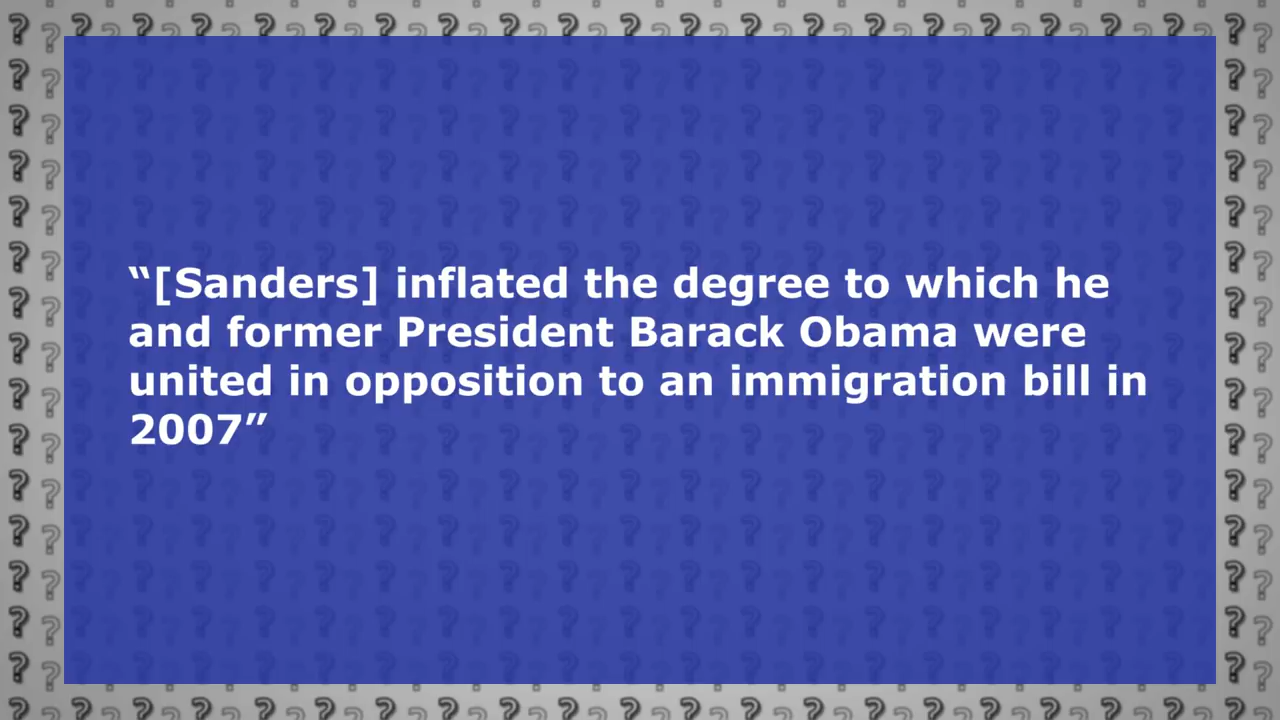 “[Sanders] inflated the degree to which he
and former President Barack Obama were
united in opposition to an immigration bill in
2007”